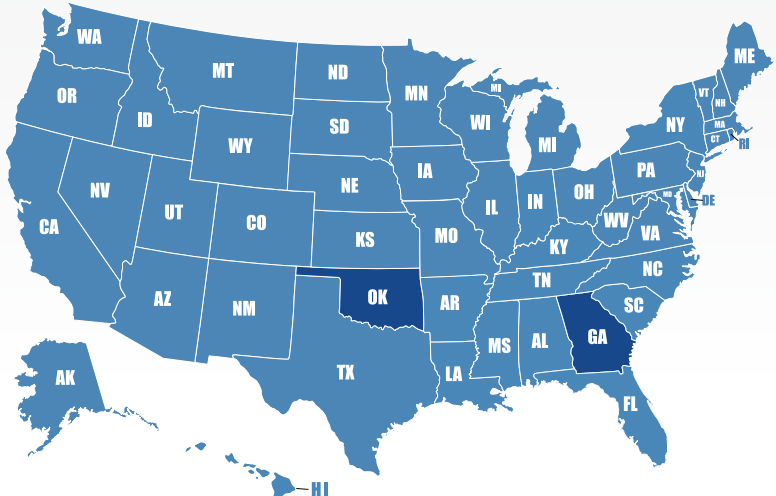 WA
MT
ND
MN
ME
OR
ID
SD
WI
MI
VT
NH
WY
MI
NY
MA
CT
RI
NV
UT
NE
IA
PA
NJ
CA
CO
KS
IL
IN
OH
MD
DE
MO
KY
WV
VA
AZ
NM
OK
AR
TN
NC
SC
TX
LA
MS
AL
GA
FL
AK
HI